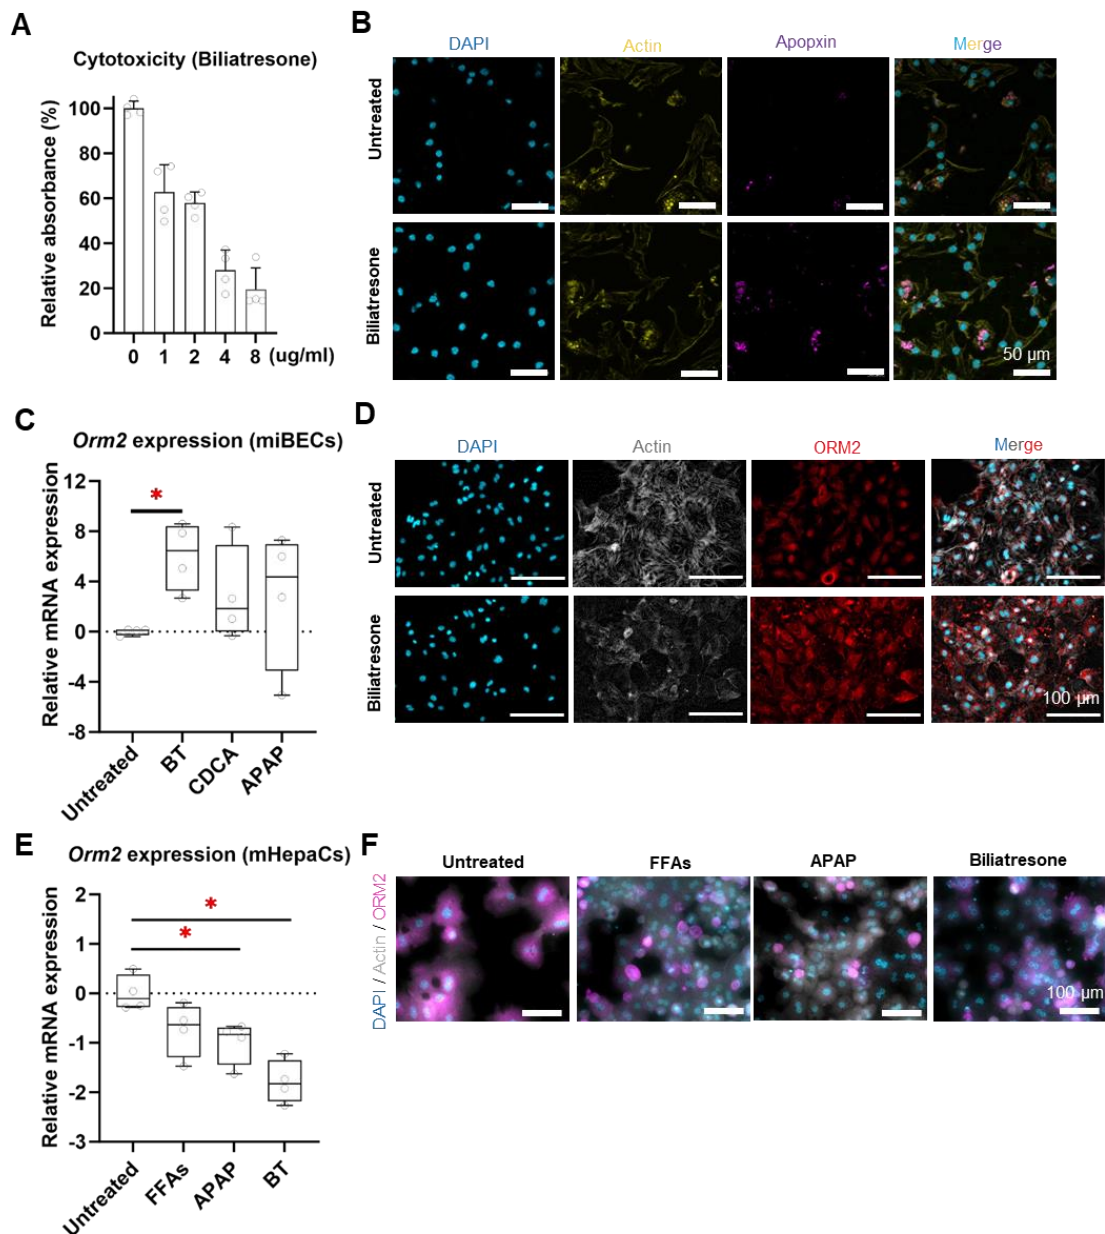 A
Cytotoxicity (Biliatresone)
Relative absorbance (%)
100
80
60
40
20
0
0 1 2 4 8 (ug/ml)
B
DAPI Actin Apopxin Merge
Untreated
Biliatresone
50 µm
C
Orm2 expression (miBECs)
Relative mRNA expression
12
8
4
0
-4
-8
*
Untreated BT CDCA APAP
D
DAPI Actin ORM2 Merge
Untreated
Biliatresone
100 µm
E
Orm2 expression (mHepaCs)
Relative mRNA expression
2
1
0
-1
-2
-3
*
*
Untreated FFAs APAP BT
F
Untreated FFAs APAP Biliatresone
DAPI / Actin / ORM2
100 µm